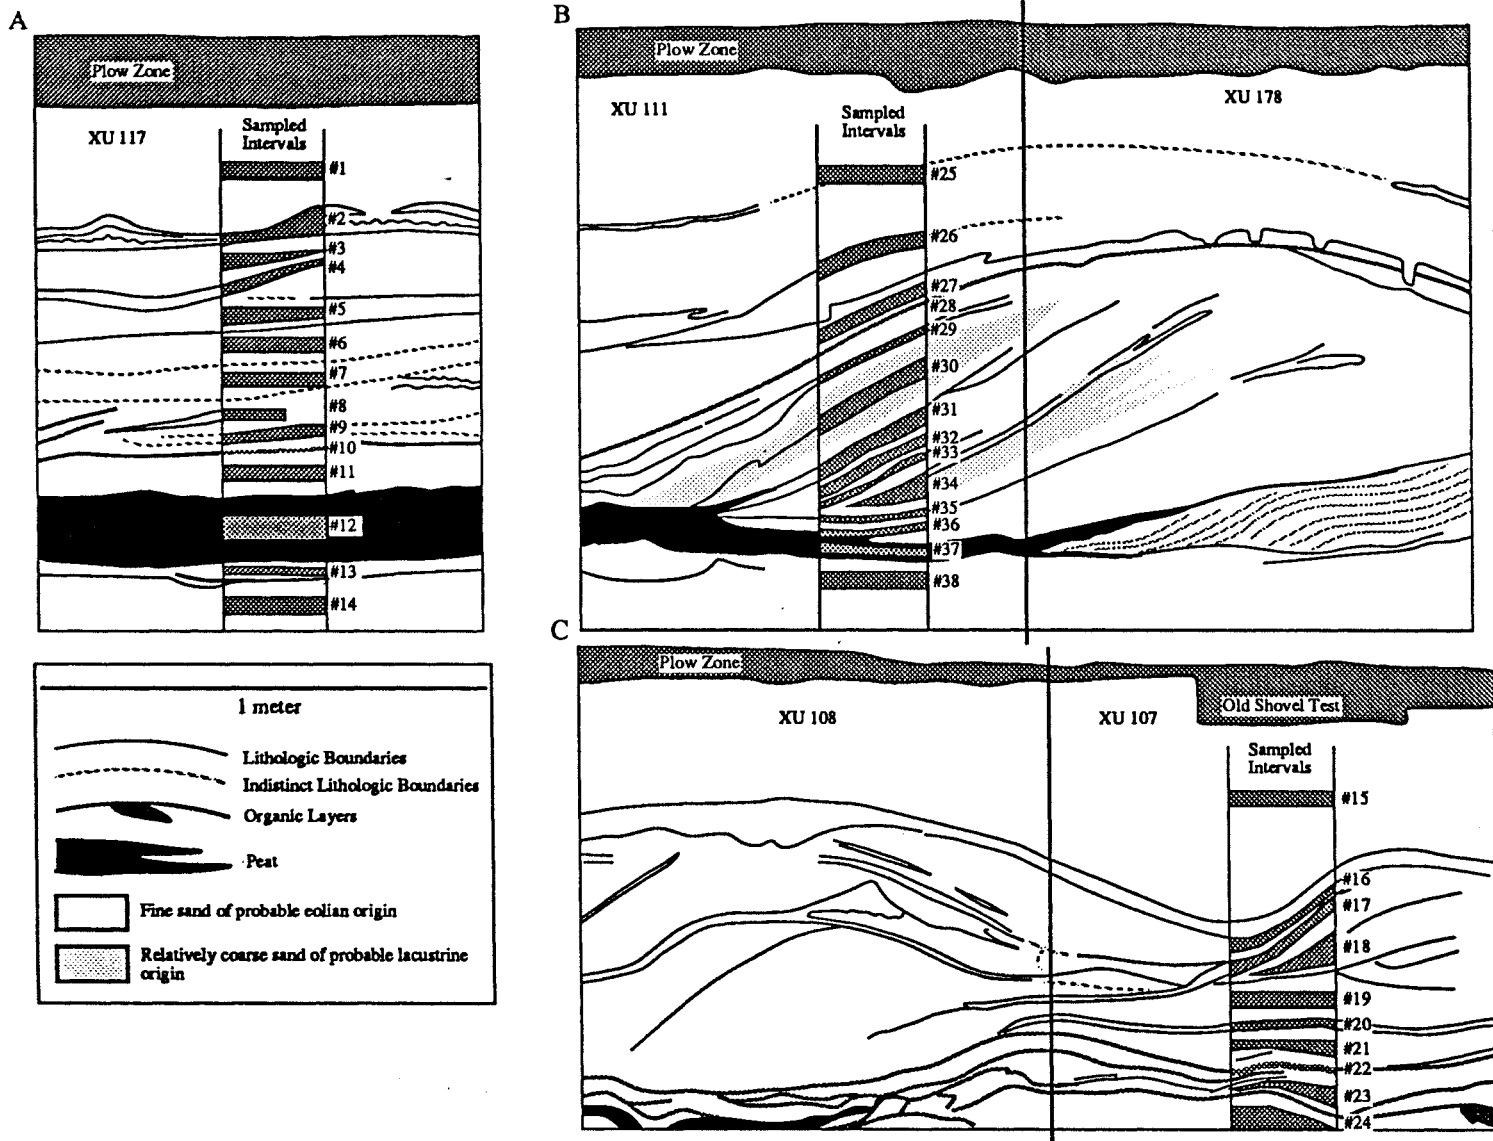 A
Plow Zone
XU 117
Sampled
Intervals
#1
#2
#3
#4
#5
#6
#7
#8
#9
#10
#11
#12
#13
#14
B
Plow Zone
XU 111
XU 178
Sampled
Intervals
#25
#26
#27
#28
#29
#30
#31
#32
#33
#34
#35
#36
#37
#38
1 meter
Lithologic Boundaries
Indistinct Lithologic Boundaries
Organic Layers
Peat
Fine sand of probable eolian origin
Relatively coarse sand of probable lacustrine
origin
C
Plow Zone
XU 108
XU 107
Old Shovel Test
Sampled
Intervals
#15
#16
#17
#18
#19
#20
#21
#22
#23
#24